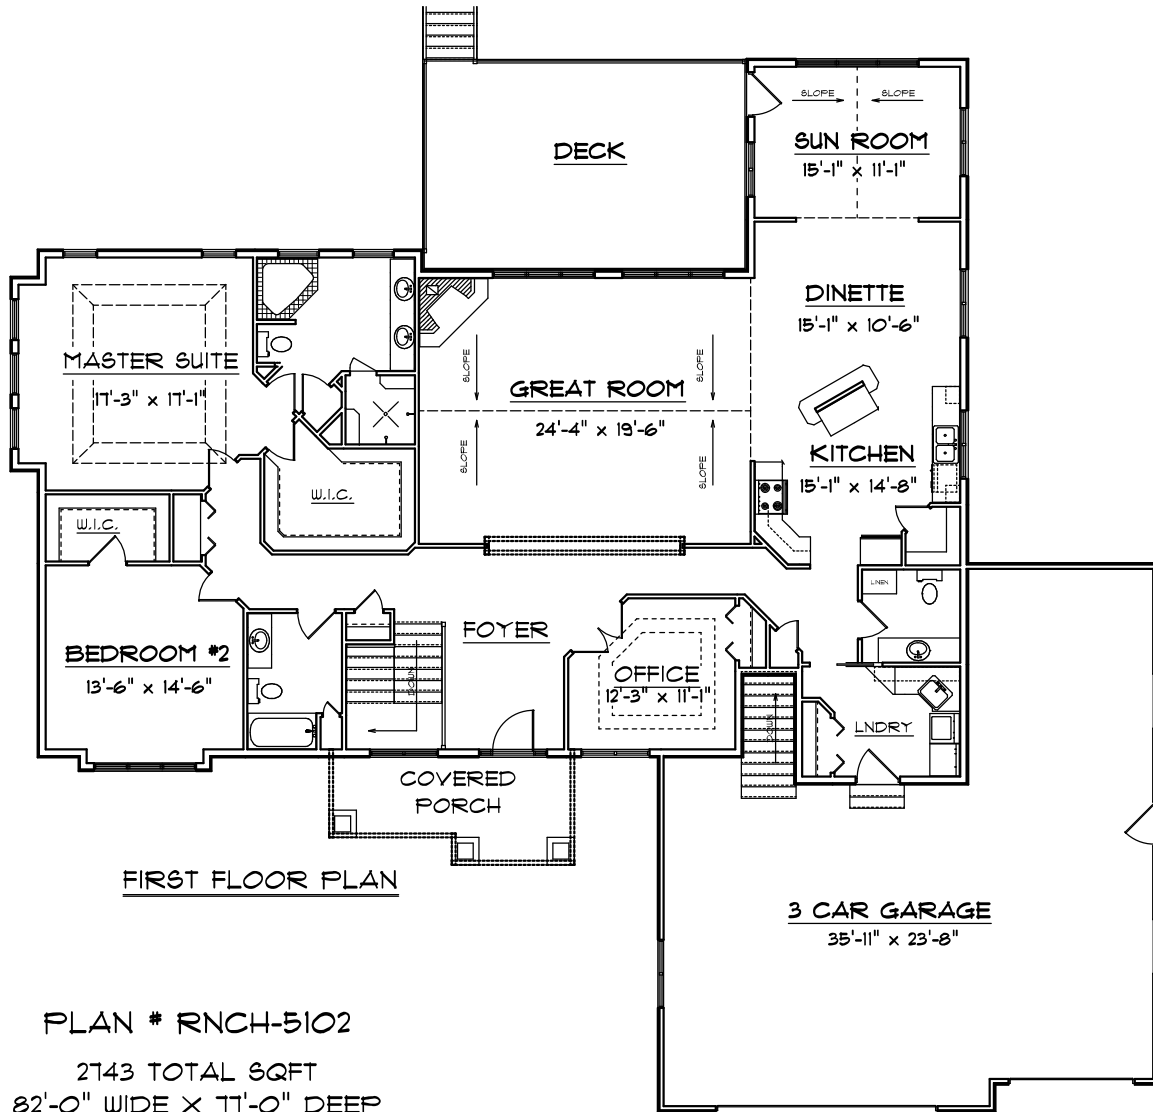 SLOPE
SLOPE
DECK
SUN ROOM
15'-1" x 11'-1"
DINETTE
15'-1" x 10'-6"
MASTER SUITE
17'-3" x 17'-1"
SLOPE
SLOPE
GREAT ROOM
24'-4" x 19'-6"
SLOPE
SLOPE
KITCHEN
15'-1" x 14'-8"
W.I.C.
W.I.C.
LINEN
BEDROOM #2
13'-6" x 14'-6"
FOYER
DOWN
OFFICE
12'-3" x 11'-1"
DOWN
LNDRY
COVERED
PORCH
FIRST FLOOR PLAN
3 CAR GARAGE
35'-11" x 23'-8"
PLAN # RNCH-5102
2743 TOTAL SQFT
82'-0" WIDE X 77'-0" DEEP